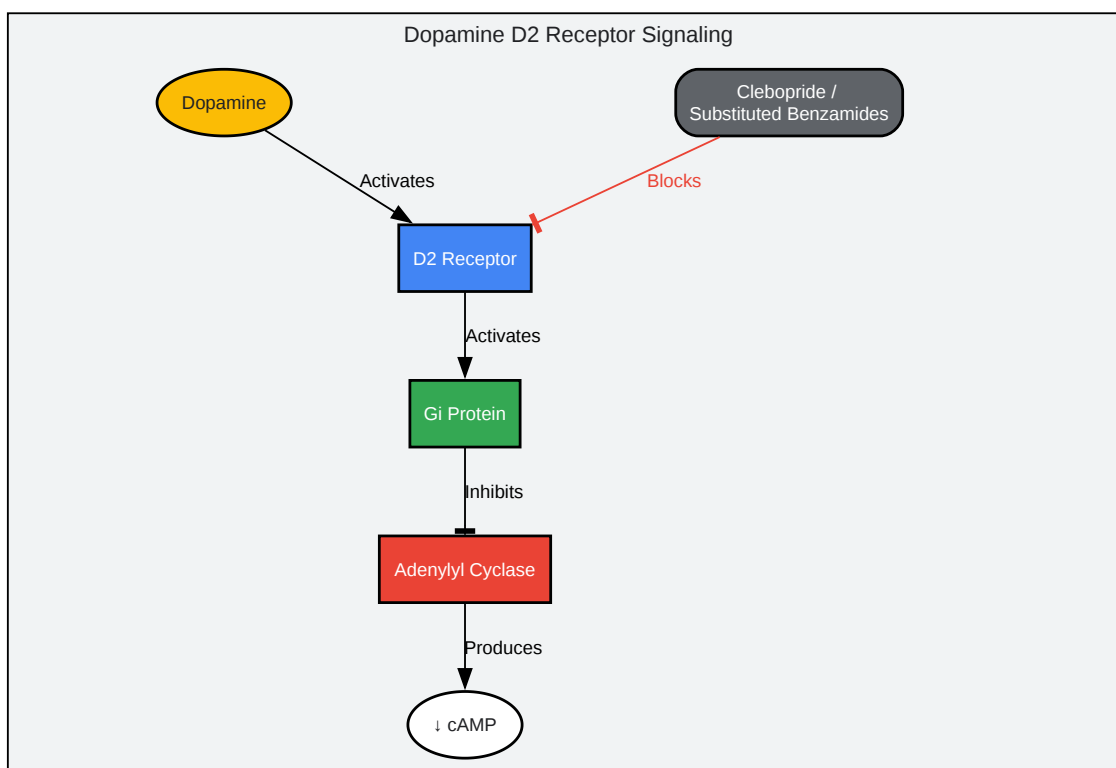 Dopamine D2 Receptor Signaling
Dopamine
Clebopride /
Substituted Benzamides
Activates
Blocks
D2 Receptor
Activates
Gi Protein
Inhibits
Adenylyl Cyclase
Produces
↓ cAMP